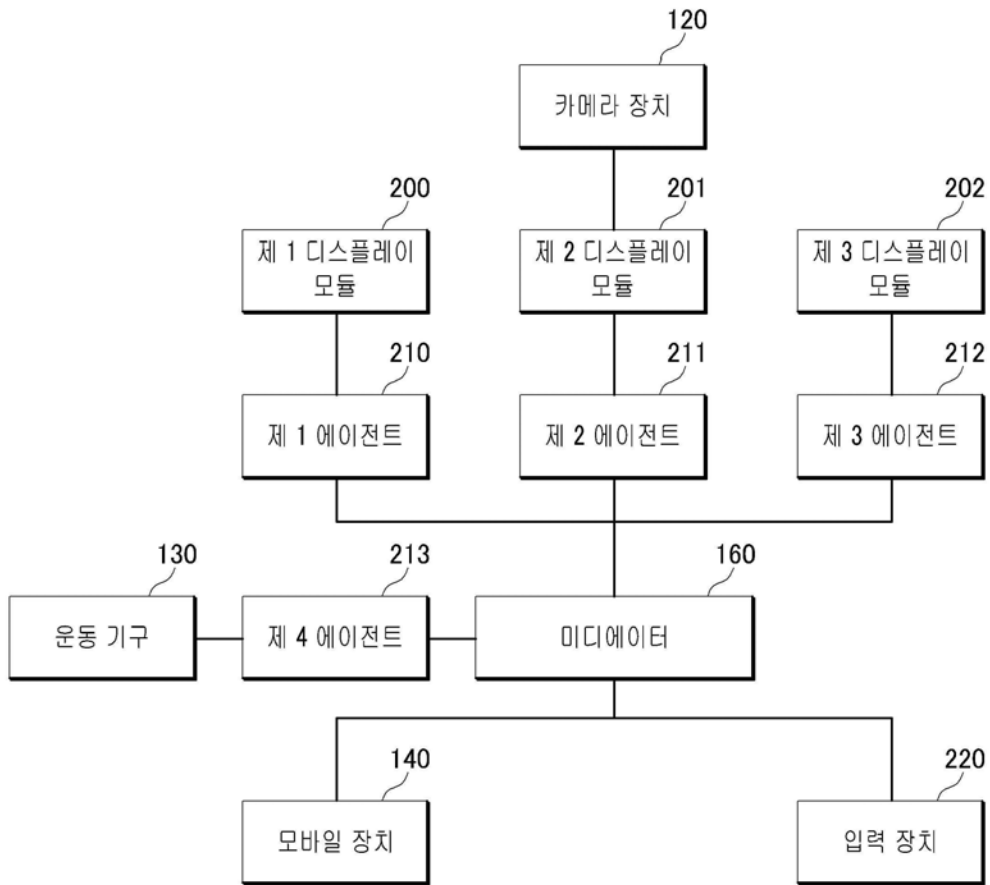 120
카메라 장치
200
201
202
제 1 디스플레이
모듈
제 2 디스플레이
모듈
제 3 디스플레이
모듈
210
211
212
제 1 에이전트
제 2 에이전트
제 3 에이전트
130
213
160
운동 기구
제 4 에이전트
미디에이터
140
220
모바일 장치
입력 장치